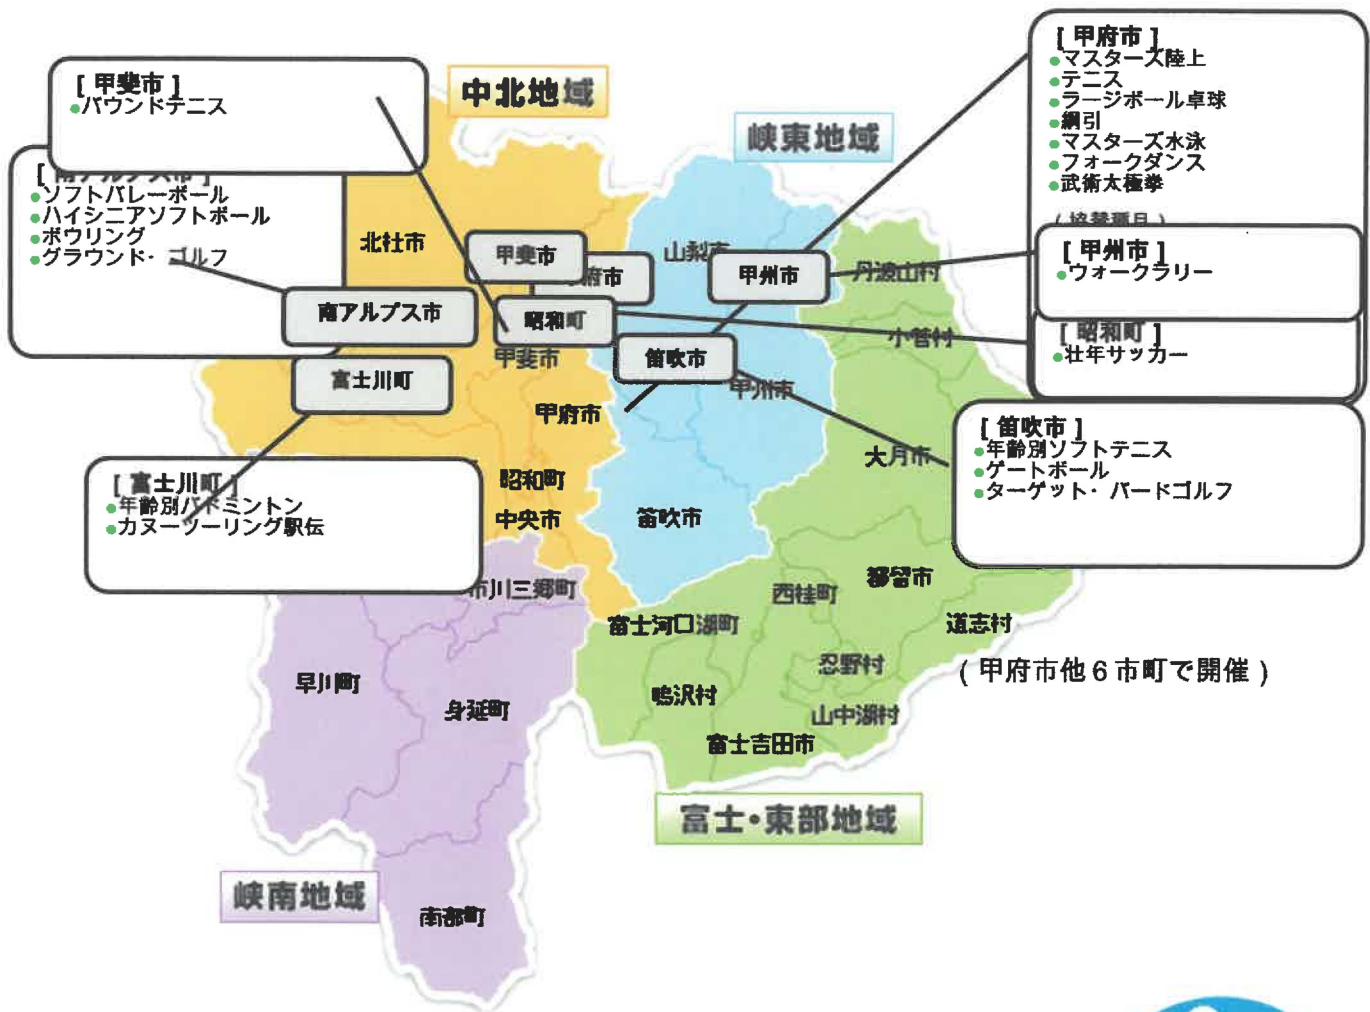 [ 甲斐市 ]
●バウンドテニス
中北地域
峡東地域
[ 甲府市 ]
●マスターズ陸上
●テニス
●ラージボール卓球
●綱引
●マスターズ水泳
●フォークダンス
●武術太極拳
[ 南アルプス市 ]
●ソフトバレーボール
●ハイシニアソフトボール
●ボウリング
●グラウンド・ゴルフ
[ 甲州市 ]
●ウォークラリー
[ 昭和町 ]
●壮年サッカー
[ 笛吹市 ]
●年齢別ソフトテニス
●ゲートボール
●ターゲット・バードゴルフ
[ 富士川町 ]
●年齢別バドミントン
●カヌーツーリング駅伝
北杜市
甲斐市
府市
山梨市
甲州市
丹波山村
南アルプス市
昭和町
小菅村
甲斐市
笛吹市
富士川町
甲州市
甲府市
大月市
昭和町
中央市
笛吹市
市川三郷町
西桂町
都留市
富士河口湖町
道志村
忍野村
(甲府市他6市町で開催)
早川町
身延町
鳴沢村
山中湖村
富士吉田市
富士・東部地域
峡南地域
南部町